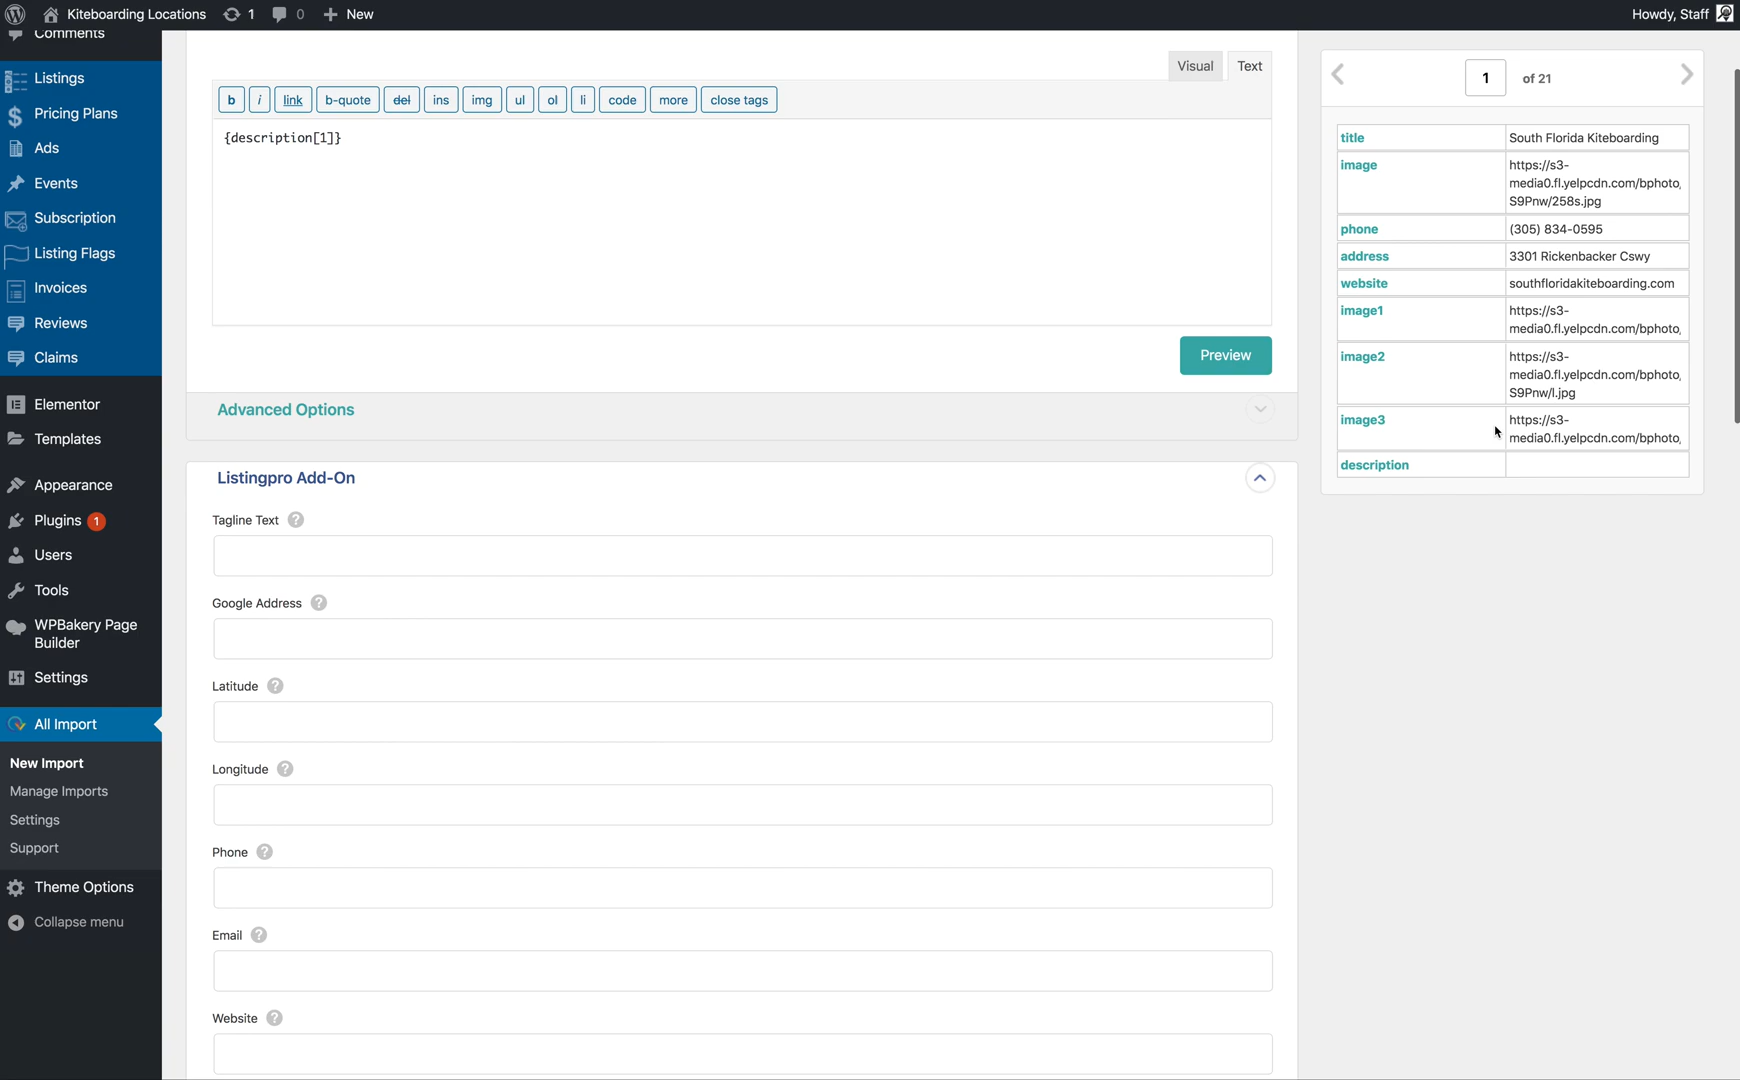 Kiteboarding Locations
1
0
New
Howdy, Staff
Comments
Listings
Pricing Plans
Ads
Events
Subscription
Listing Flags
Invoices
Reviews
Claims
Elementor
Templates
Appearance
Plugins 1
Users
Tools
WPBakery Page
Builder
Settings
All Import
New Import
Manage Imports
Settings
Support
Theme Options
Collapse menu
Visual
Text
b
i
link
b-quote
del
ins
img
ul
ol
li
code
more
close tags
{description[1]}
Preview
Advanced Options
Listingpro Add-On
Tagline Text ?
Google Address ?
Latitude ?
Longitude ?
Phone ?
Email ?
Website ?
1 of 21
title South Florida Kiteboarding
image https://s3-
media0.fl.yelpcdn.com/bphoto,
S9Pnw/258s.jpg
phone (305) 834-0595
address 3301 Rickenbacker Cswy
website southfloridakiteboarding.com
image1 https://s3-
media0.fl.yelpcdn.com/bphoto,
image2 https://s3-
media0.fl.yelpcdn.com/bphoto,
S9Pnw/l.jpg
image3 https://s3-
media0.fl.yelpcdn.com/bphoto,
description